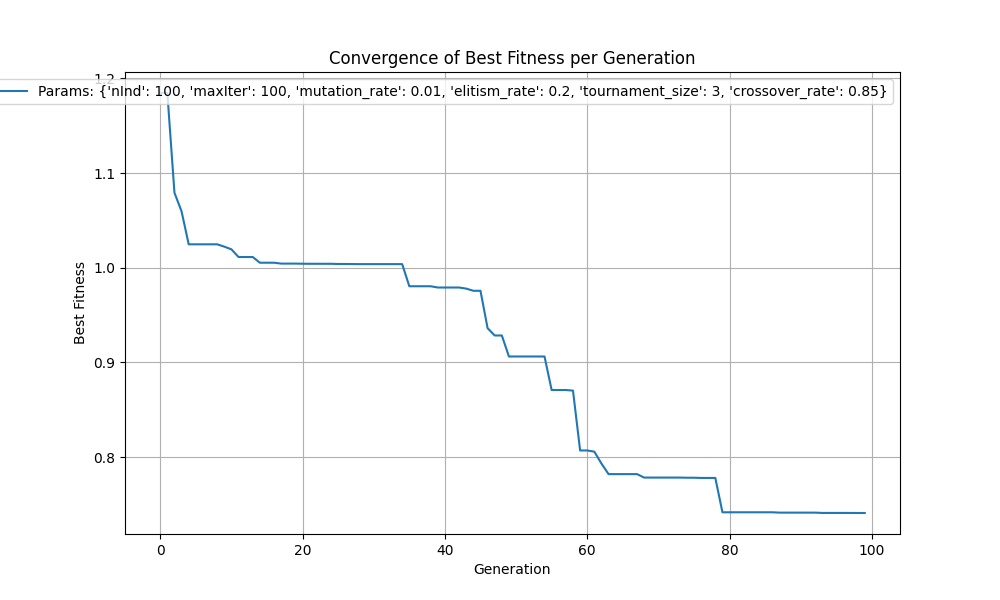 Convergence of Best Fitness per Generation
Params: {'nInd': 100, 'maxIter': 100, 'mutation_rate': 0.01, 'elitism_rate': 0.2, 'tournament_size': 3, 'crossover_rate': 0.85}
1.2
1.1
1.0
0.9
0.8
Best Fitness
0 20 40 60 80 100
Generation